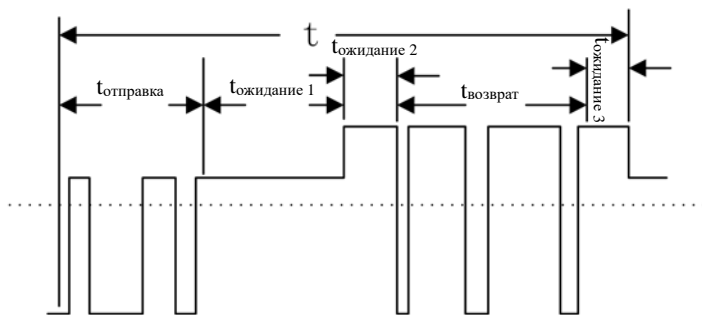 t
tожидание 2
tотправка
tожидание 1
tвозврат
tожидание 3